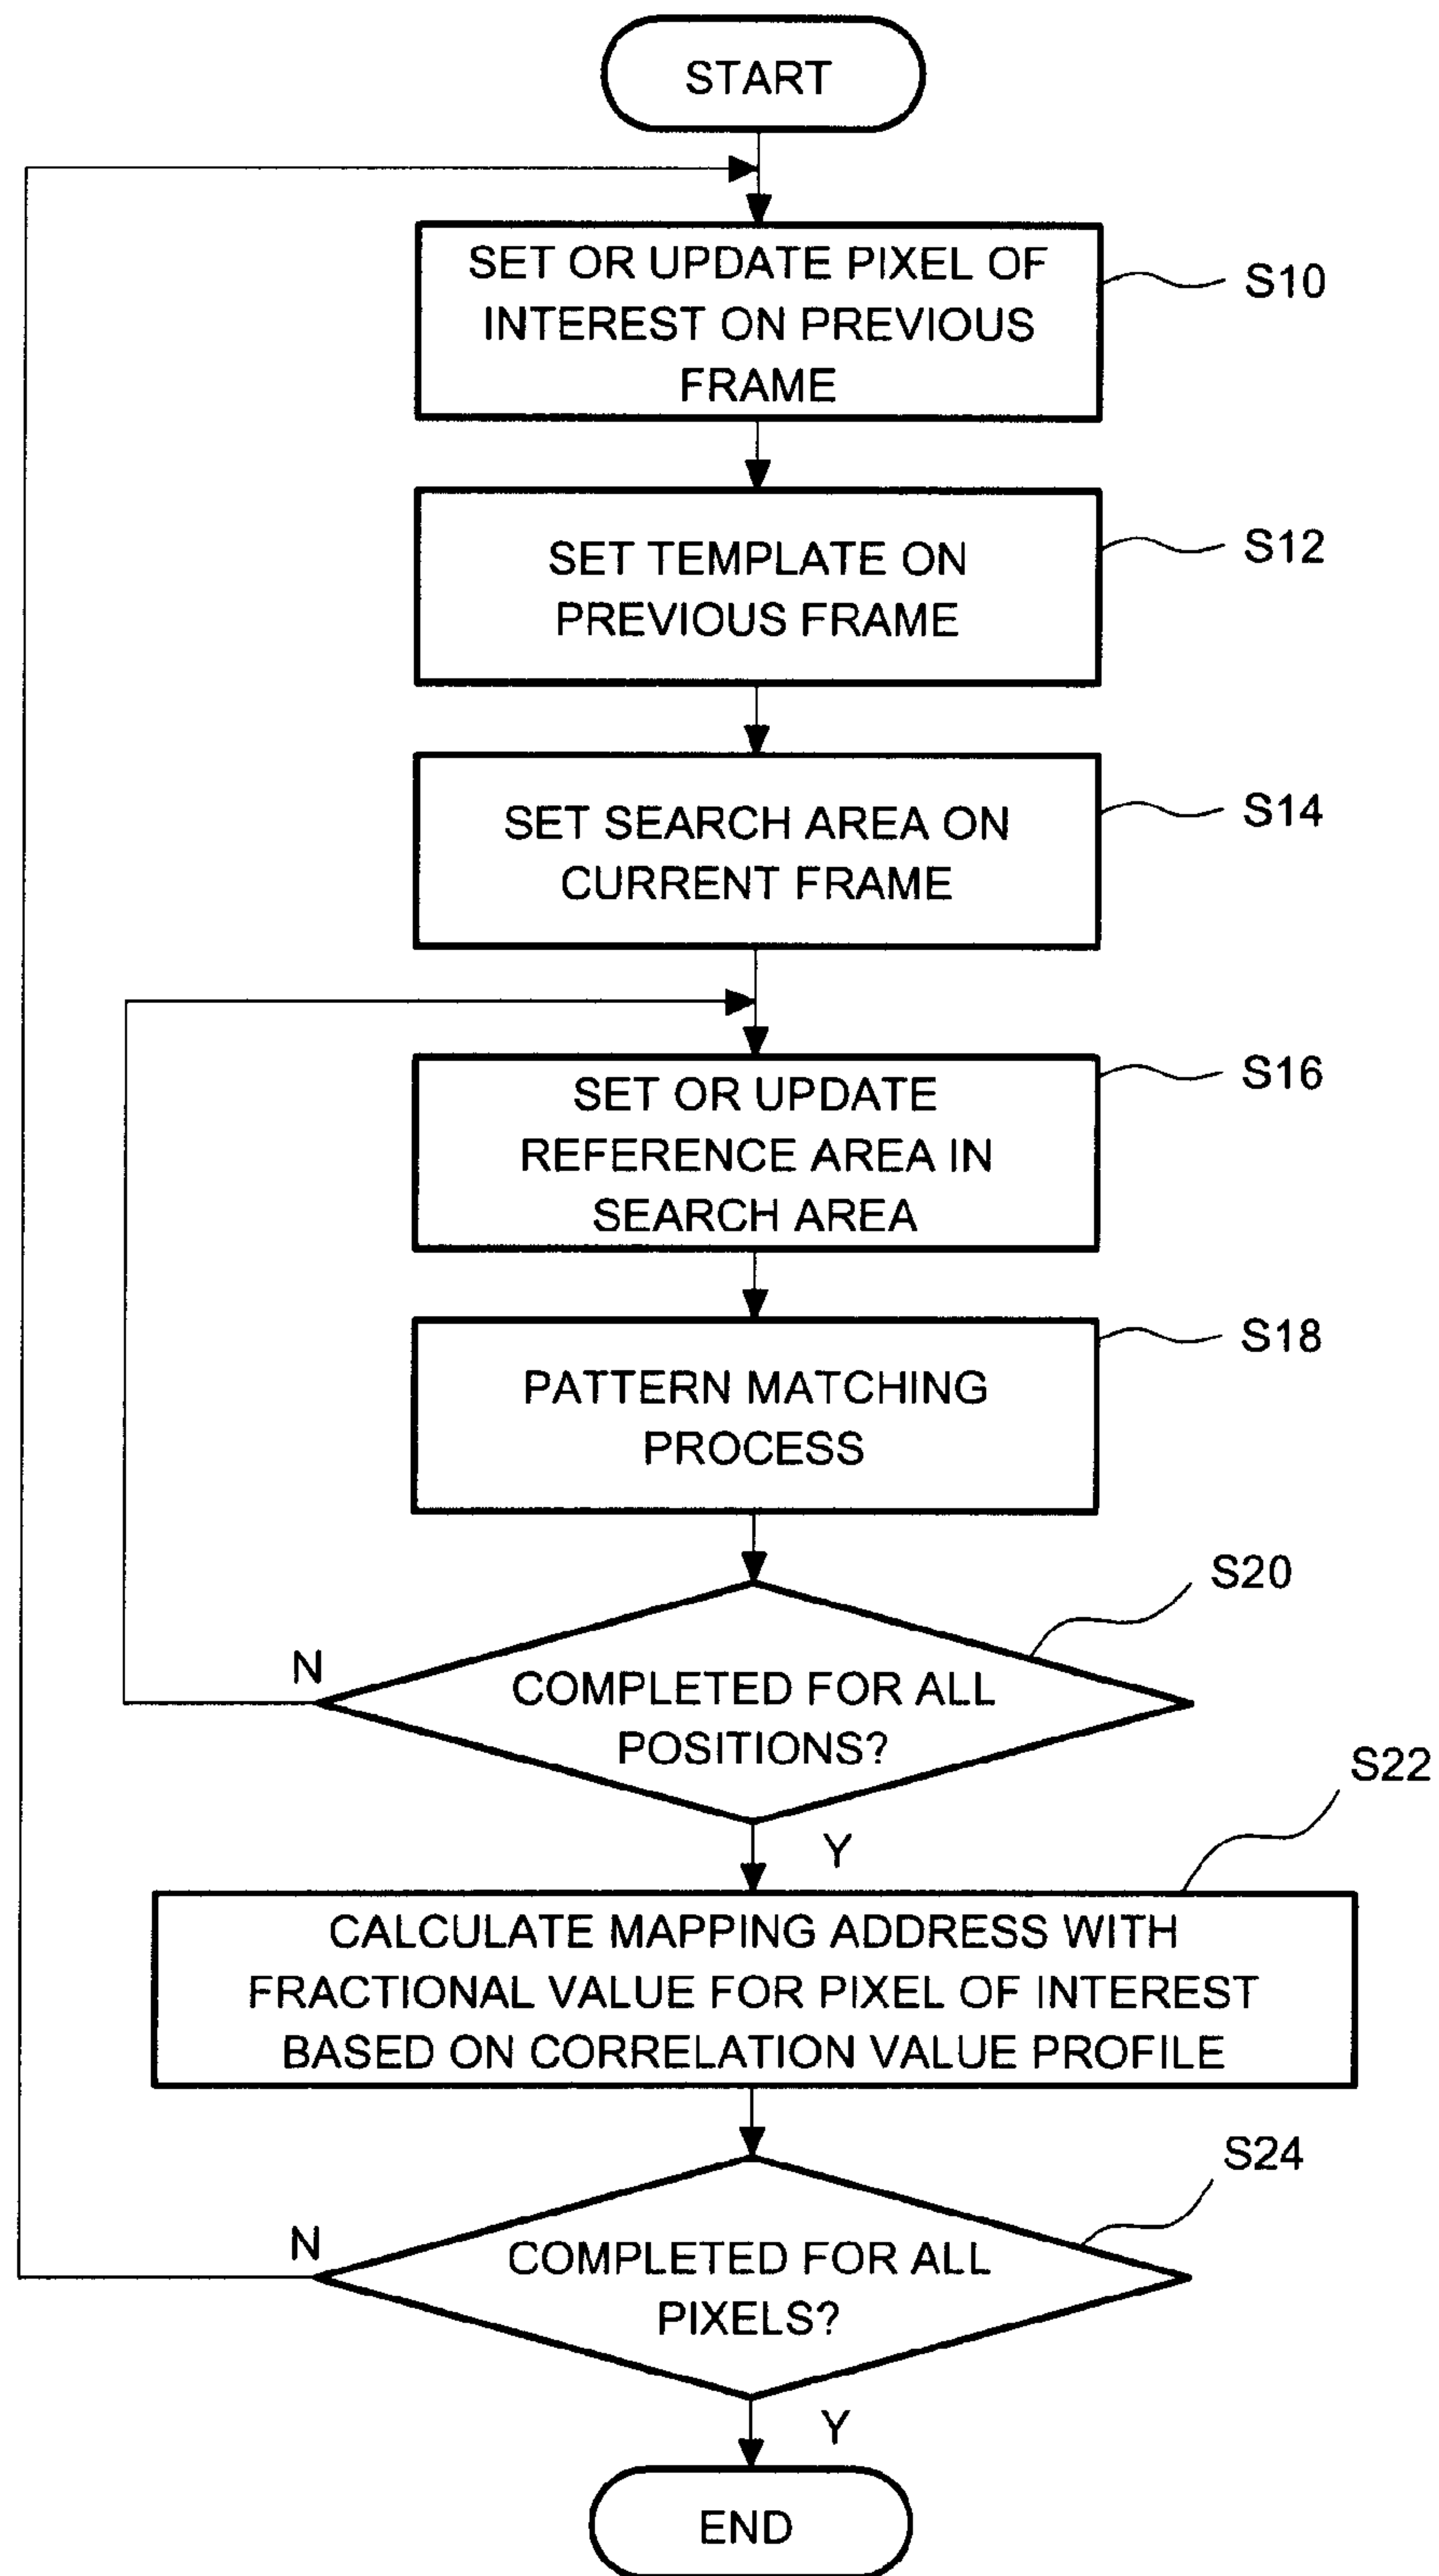 START
SET OR UPDATE PIXEL OF
INTEREST ON PREVIOUS
FRAME
S10
SET TEMPLATE ON
PREVIOUS FRAME
S12
SET SEARCH AREA ON
CURRENT FRAME
S14
SET OR UPDATE
REFERENCE AREA IN
SEARCH AREA
S16
PATTERN MATCHING
PROCESS
S18
S20
N
COMPLETED FOR ALL
POSITIONS?
Y
S22
CALCULATE MAPPING ADDRESS WITH
FRACTIONAL VALUE FOR PIXEL OF INTEREST
BASED ON CORRELATION VALUE PROFILE
S24
N
COMPLETED FOR ALL
PIXELS?
Y
END